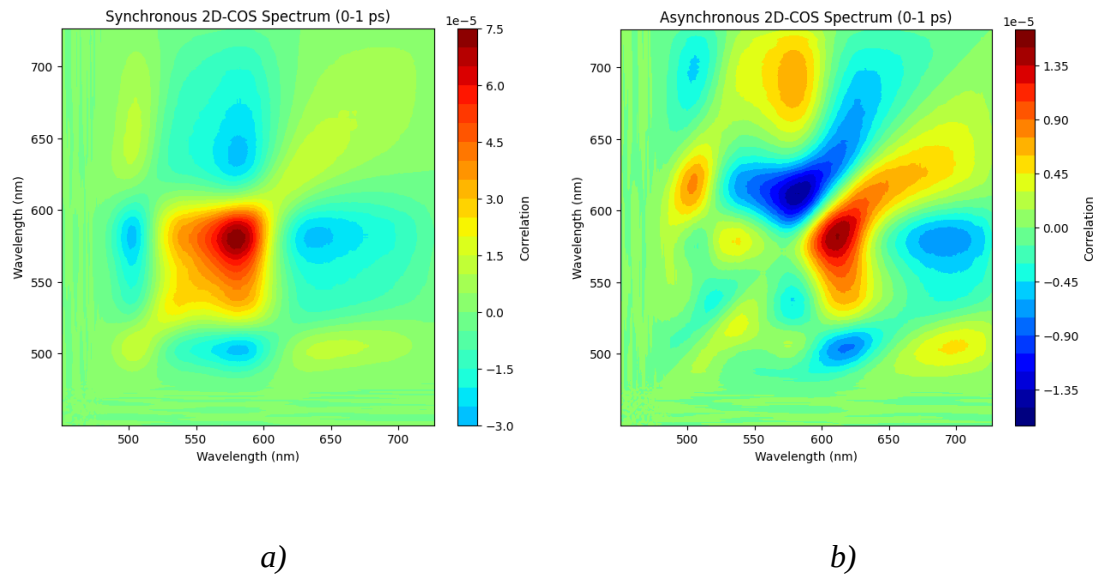 Synchronous 2D-COS Spectrum (0-1 ps)
1e−5
7.5
6.0
4.5
3.0
1.5
0.0
−1.5
−3.0
Correlation
Wavelength (nm)
700
650
600
550
500
500 550 600 650 700
Wavelength (nm)
a)
Asynchronous 2D-COS Spectrum (0-1 ps)
1e−5
1.35
0.90
0.45
0.00
−0.45
−0.90
−1.35
Correlation
Wavelength (nm)
700
650
600
550
500
500 550 600 650 700
Wavelength (nm)
b)